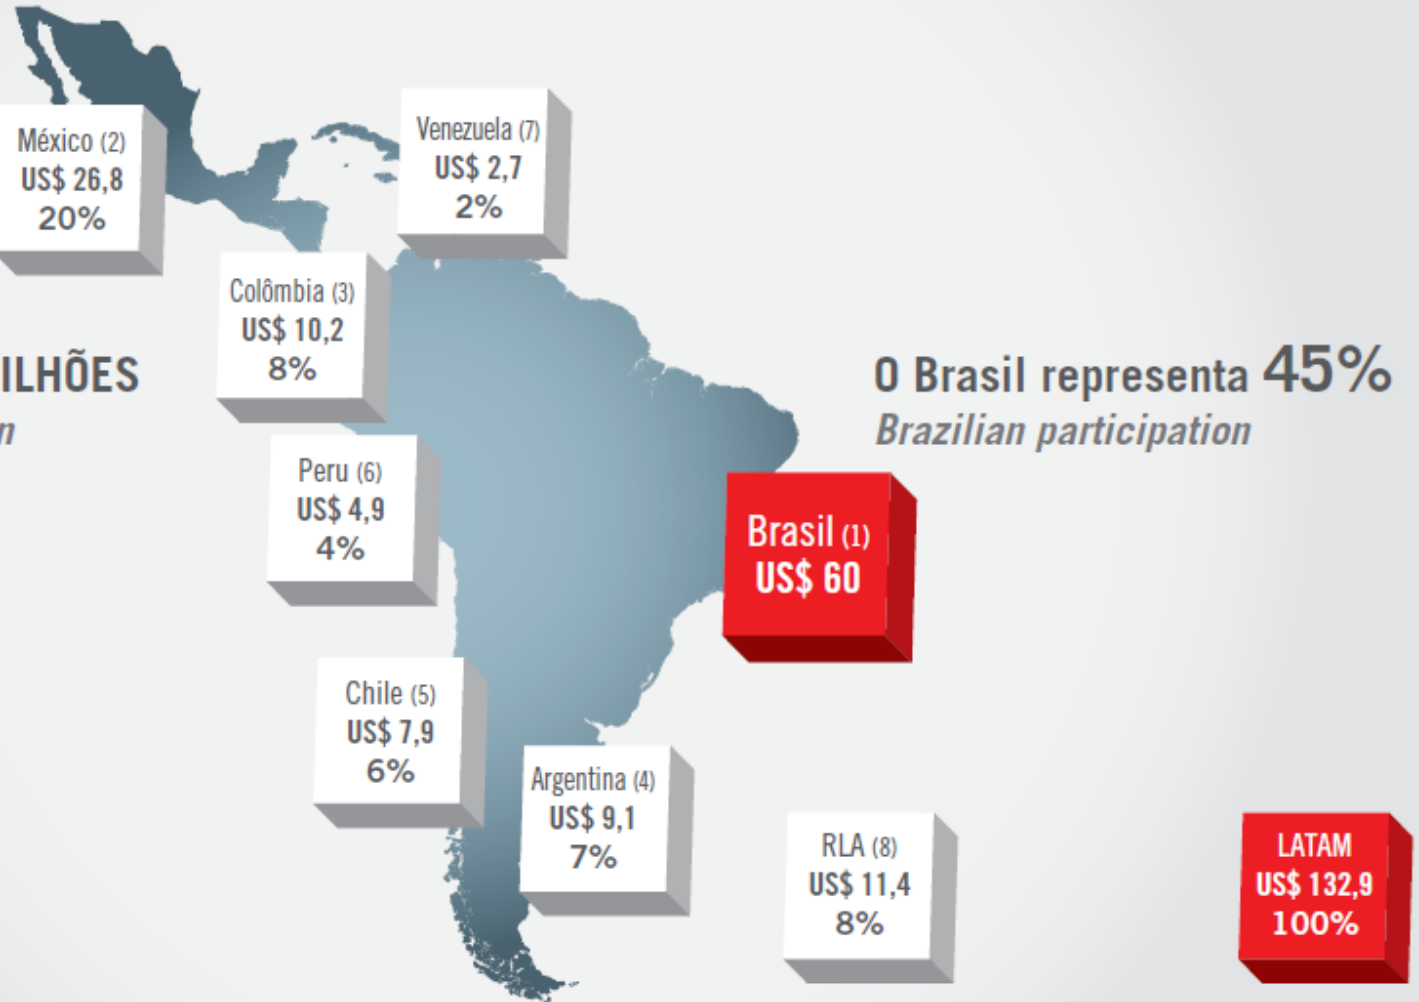 México (2)
US$ 26,8
20%
Venezuela (7)
US$ 2,7
2%
Colômbia (3)
US$ 10,2
8%
ILHÕES
n
O Brasil representa 45%
Brazilian participation
Peru (6)
US$ 4,9
4%
Brasil (1)
US$ 60
Chile (5)
US$ 7,9
6%
Argentina (4)
US$ 9,1
7%
RLA (8)
US$ 11,4
8%
LATAM
US$ 132,9
100%